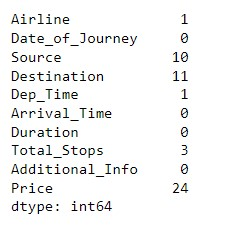 Airline 1
Date_of_Journey 0
Source 10
Destination 11
Dep_Time 1
Arrival_Time 0
Duration 0
Total_Stops 3
Additional_Info 0
Price 24
dtype: int64